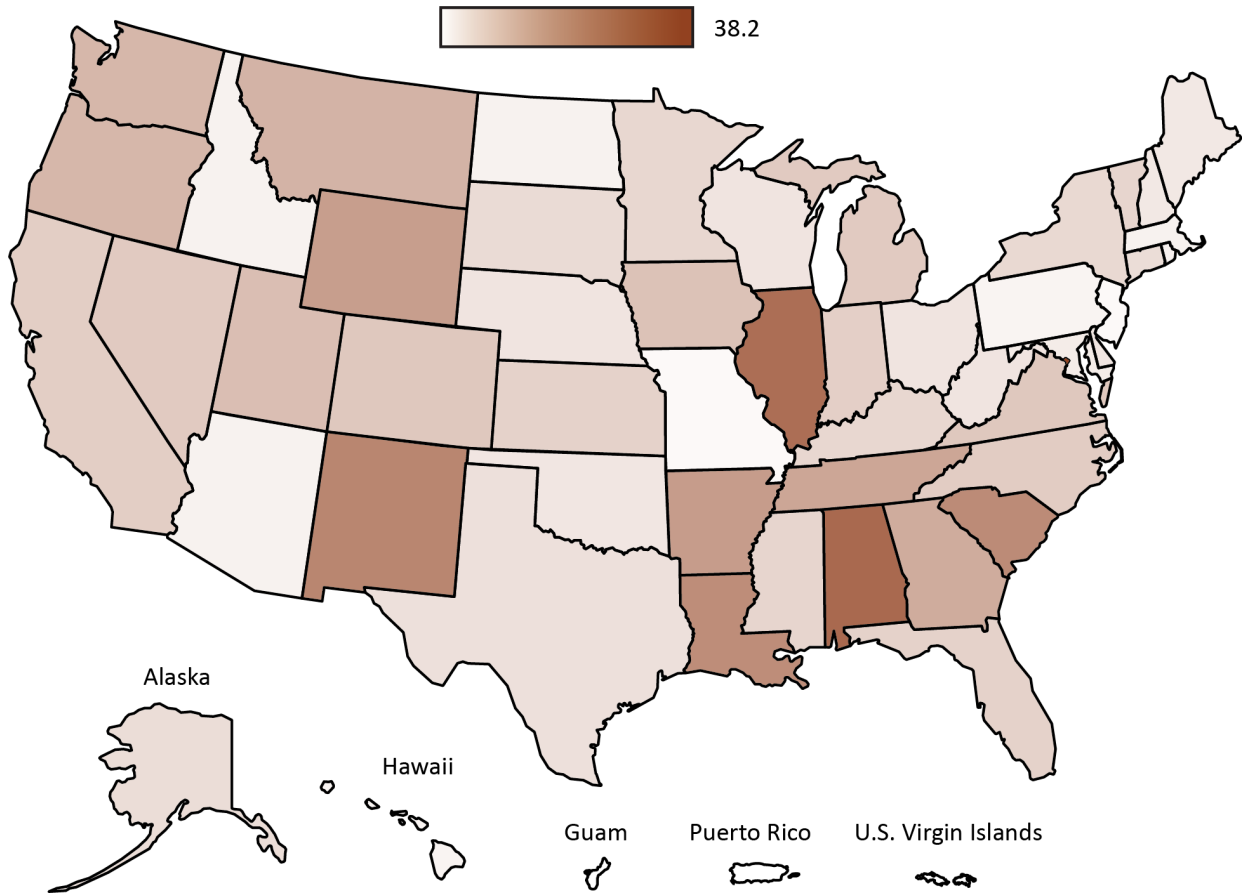 38.2
Alaska
Hawaii
Guam
Puerto Rico
U.S. Virgin Islands